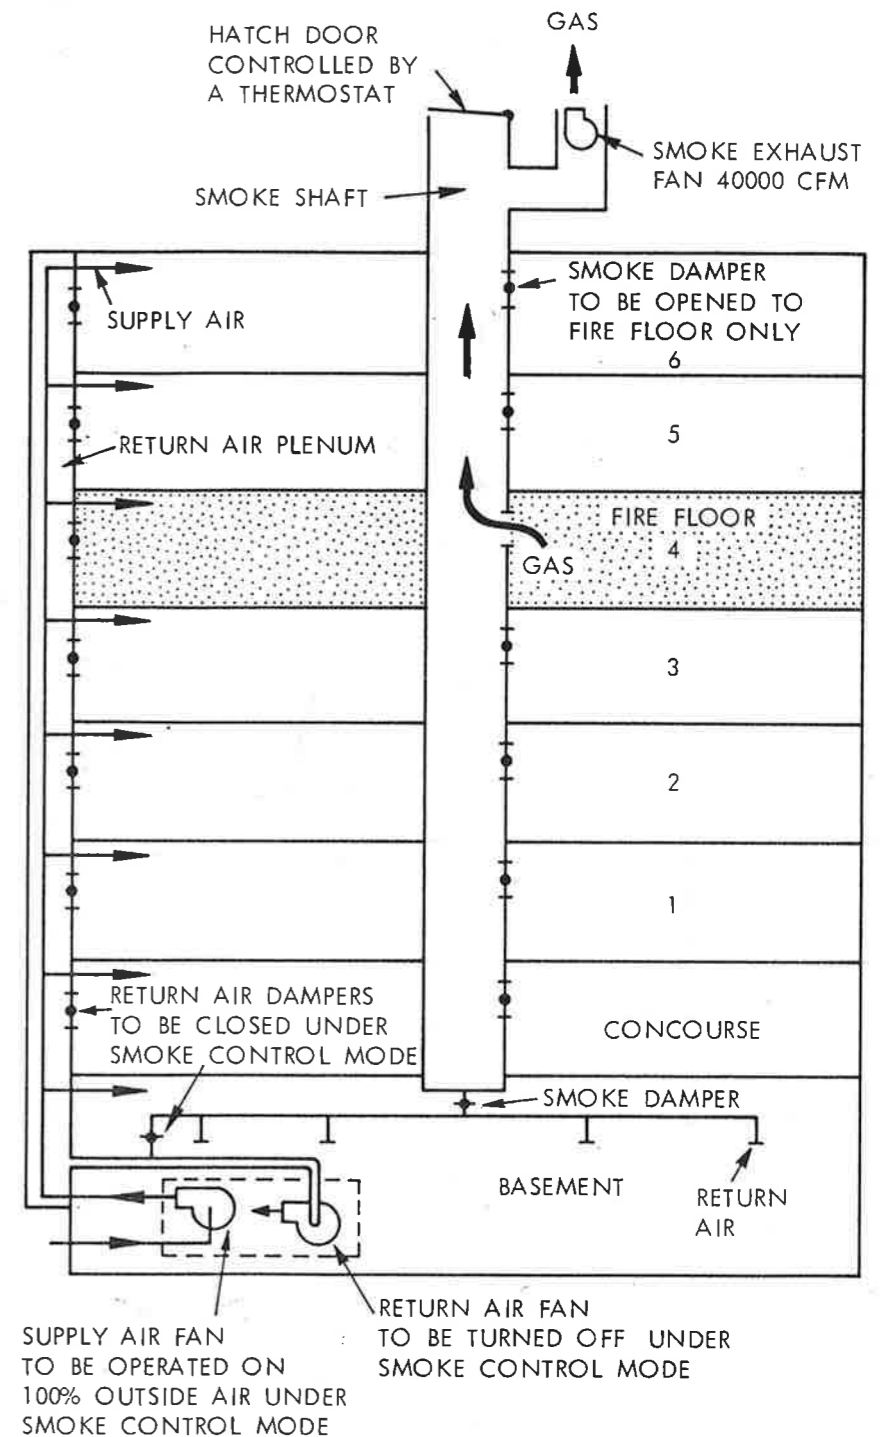 GAS
HATCH DOOR
CONTROLLED BY
A THERMOSTAT
SMOKE EXHAUST
FAN 40000 CFM
SMOKE SHAFT
SMOKE DAMPER
TO BE OPENED TO
FIRE FLOOR ONLY
6
SUPPLY AIR
5
RETURN AIR PLENUM
FIRE FLOOR
4
GAS
3
2
1
RETURN AIR DAMPERS
TO BE CLOSED UNDER
SMOKE CONTROL MODE
CONCOURSE
SMOKE DAMPER
BASEMENT
RETURN
AIR
RETURN AIR FAN
TO BE TURNED OFF UNDER
SMOKE CONTROL MODE
SUPPLY AIR FAN
TO BE OPERATED ON
100% OUTSIDE AIR UNDER
SMOKE CONTROL MODE